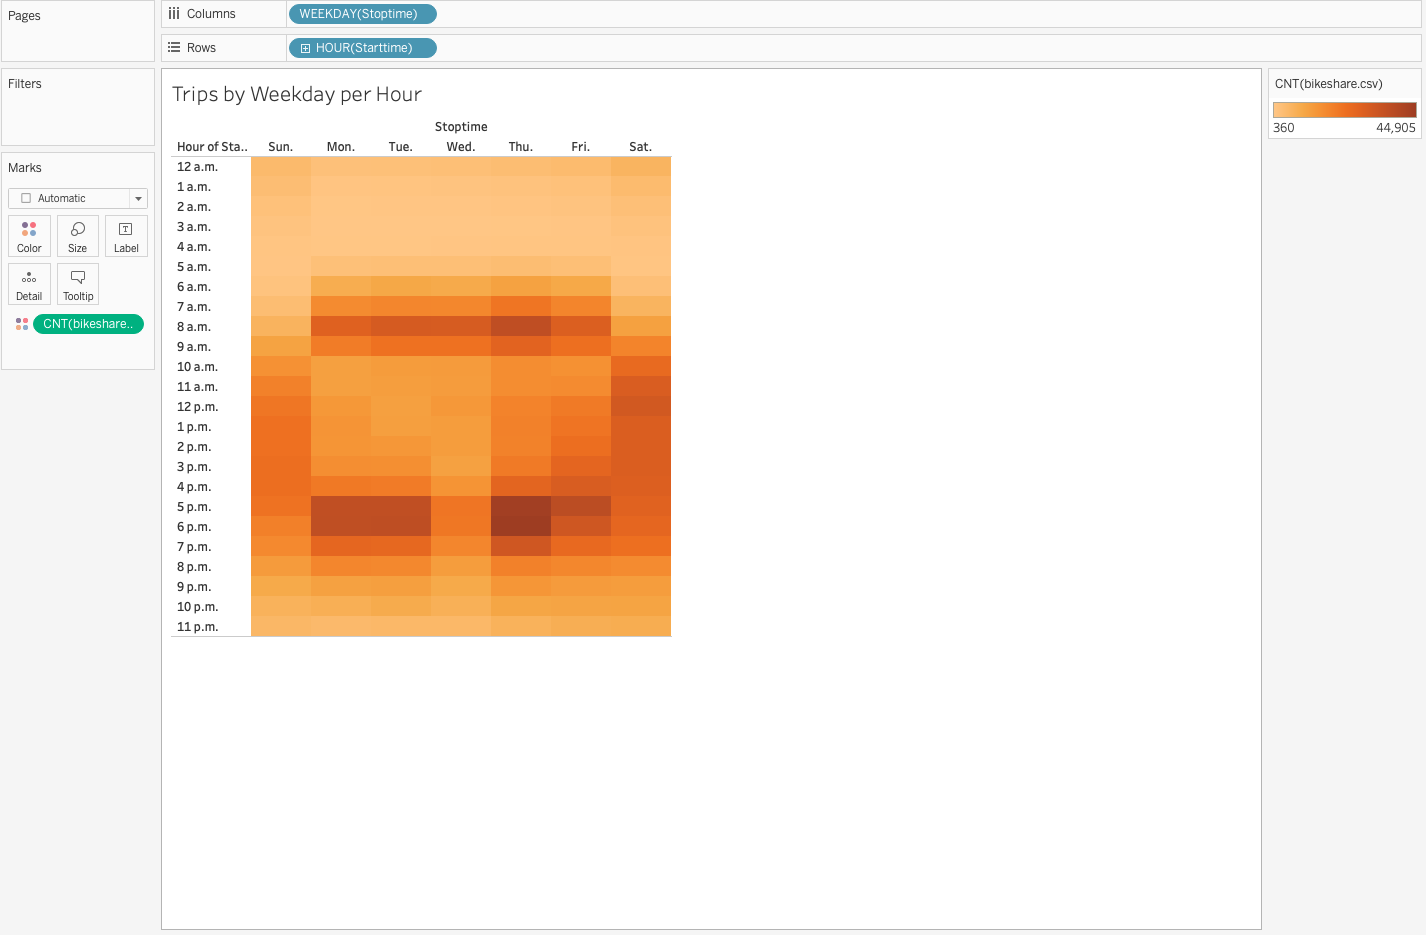 Pages
Columns
WEEKDAY(Stoptime)
Rows
HOUR(Starttime)
Filters
Marks
Automatic
Color
Size
Label
Detail
Tooltip
CNT(bikeshare..
Trips by Weekday per Hour
Stoptime
Hour of Sta.. Sun. Mon. Tue. Wed. Thu. Fri. Sat.
12 a.m.
1 a.m.
2 a.m.
3 a.m.
4 a.m.
5 a.m.
6 a.m.
7 a.m.
8 a.m.
9 a.m.
10 a.m.
11 a.m.
12 p.m.
1 p.m.
2 p.m.
3 p.m.
4 p.m.
5 p.m.
6 p.m.
7 p.m.
8 p.m.
9 p.m.
10 p.m.
11 p.m.
CNT(bikeshare.csv)
360 44,905